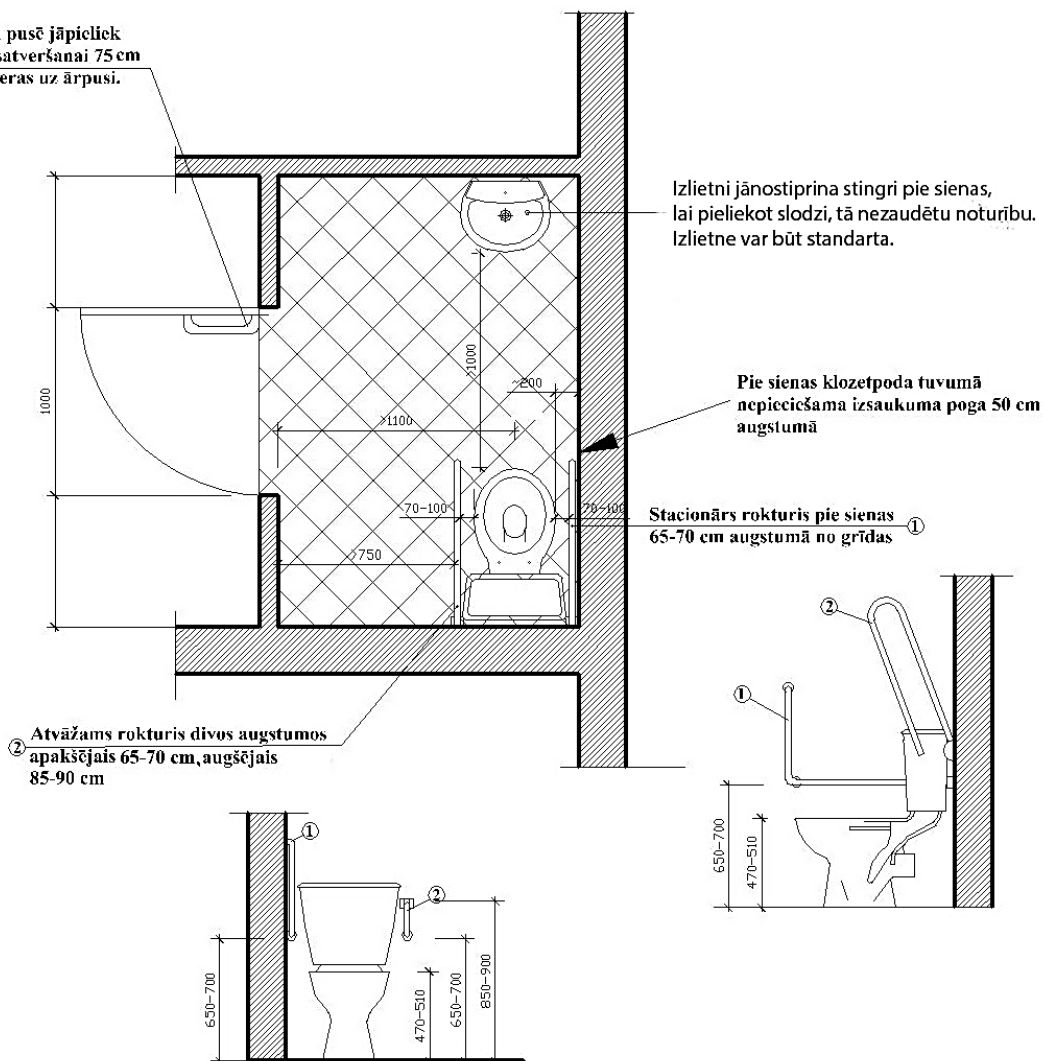 pusē jāpieliek
satveršanai 75 cm
uz ārpusi.
Izlietni jānostiprina stingri pie sienas,
lai pieliekot slodzi, tā nezaudētu noturību.
Izlietne var būt standarta.
1000
>1000
~200
>1100
Pie sienas klozetpoda tuvumā
nepieciešama izsaukuma poga 50 cm
augstumā
70-100
70-100
Stacionārs rokturis pie sienas ①
65-70 cm augstumā no grīdas
>750
② Atvāžams rokturis divos augstumos
apakšējais 65-70 cm, augšējais
85-90 cm
②
①
650-700
470-510
①
②
650-700
470-510
650-700
850-900